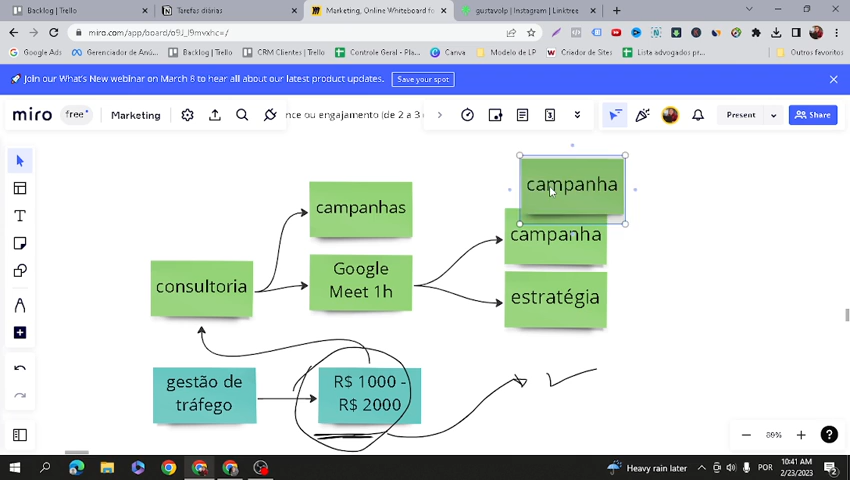 Backlog | Trello
Tarefas diárias
Marketing, Online Whiteboard fo
gustavolp | Instagram | Linktree
miro.com/app/board/o9J_l9mvxhc=/
Google Ads
Gerenciador de Anú...
Backlog | Trello
CRM Clientes | Trello
Controle Geral - Pla...
Canva
Modelo de LP
Criador de Sites
Lista advogados pr...
Outros favoritos
Join our What's New webinar on March 8 to hear all about our latest product updates.
Save your spot
miro
free
Marketing
ance ou engajamento (de 2 a 3
Present
Share
campanha
campanhas
campanha
Google
Meet 1h
consultoria
estratégia
gestão de
tráfego
R$ 1000 -
R$ 2000
89%
Heavy rain later
POR
10:41 AM
2/23/2023